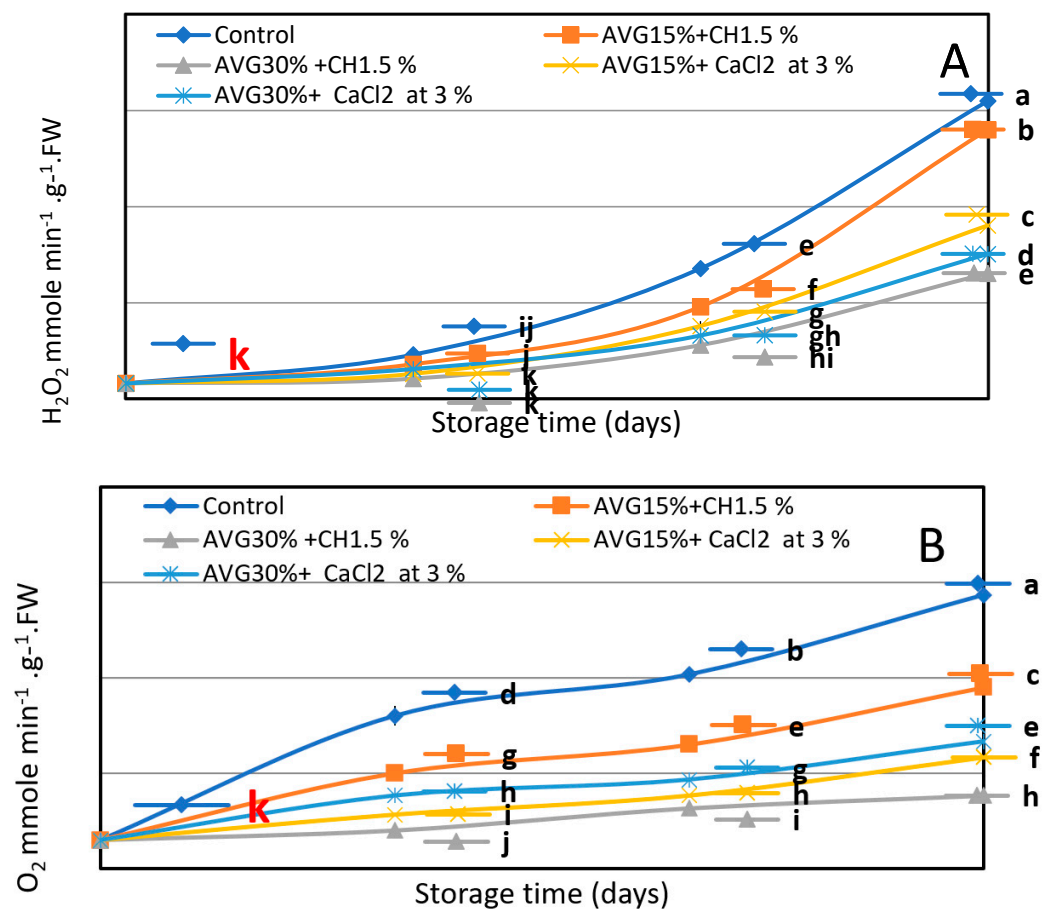 Control
AVG15%+CH1.5 %
AVG30% +CH1.5 %
AVG15%+ CaCl2 at 3 %
AVG30%+ CaCl2 at 3 %
A
H₂O₂ mmole min⁻¹ .g⁻¹.FW
a
b
c
d
e
e
f
g
gh
hi
ij
j
k
k
k
k
Storage time (days)
Control
AVG15%+CH1.5 %
AVG30% +CH1.5 %
AVG15%+ CaCl2 at 3 %
AVG30%+ CaCl2 at 3 %
B
O₂ mmole min⁻¹ .g⁻¹.FW
a
b
c
d
e
e
f
g
g
h
h
h
i
j
k
Storage time (days)